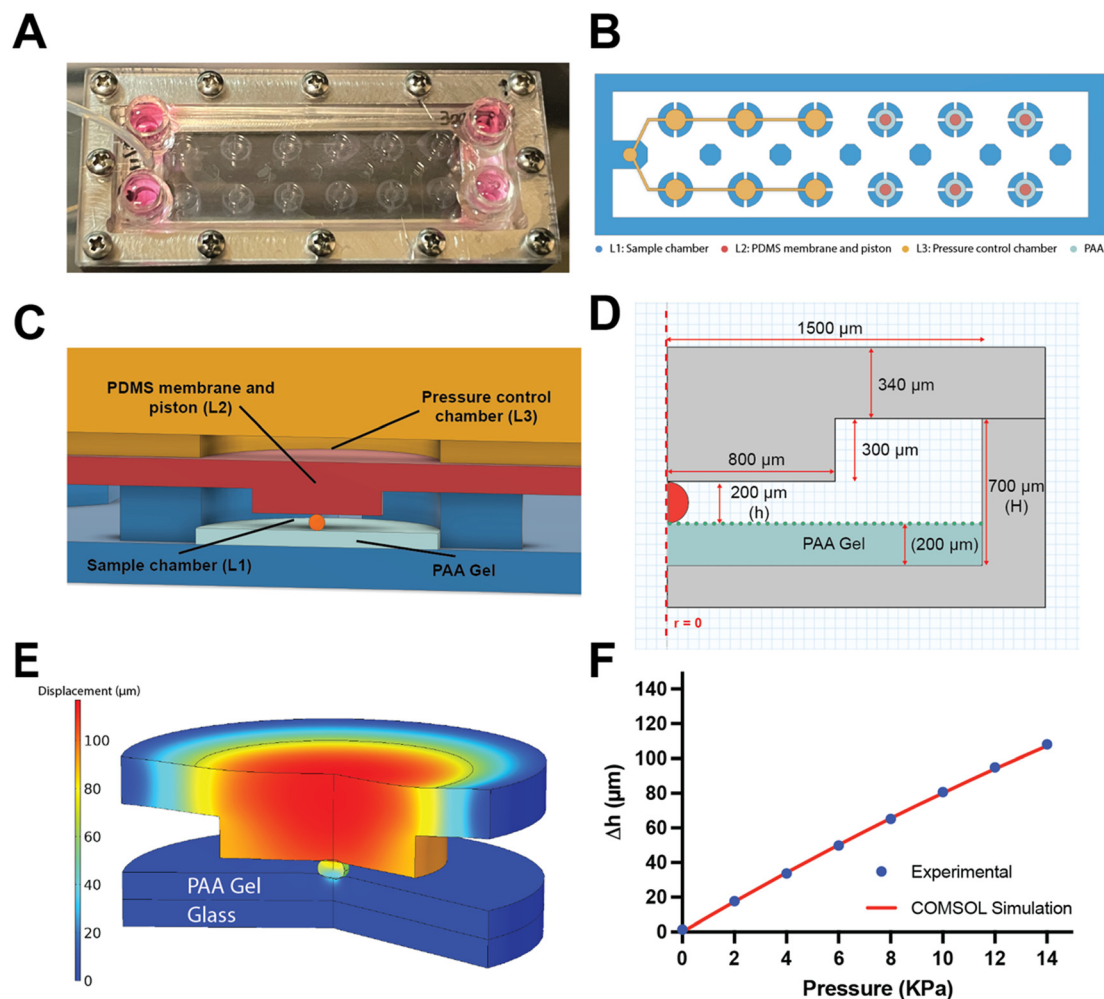 A
B
L1: Sample chamber L2: PDMS membrane and piston L3: Pressure control chamber PAA
C
PDMS membrane and
piston (L2)
Pressure control
chamber (L3)
Sample chamber (L1)
PAA Gel
D
1500 µm
340 µm
300 µm
800 µm
200 µm
(h)
700 µm
(H)
PAA Gel
(200 µm)
r = 0
E
Displacement (µm)
100
80
60
40
20
0
PAA Gel
Glass
F
Δh (µm)
140
120
100
80
60
40
20
0
Experimental
COMSOL Simulation
0 2 4 6 8 10 12 14
Pressure (KPa)